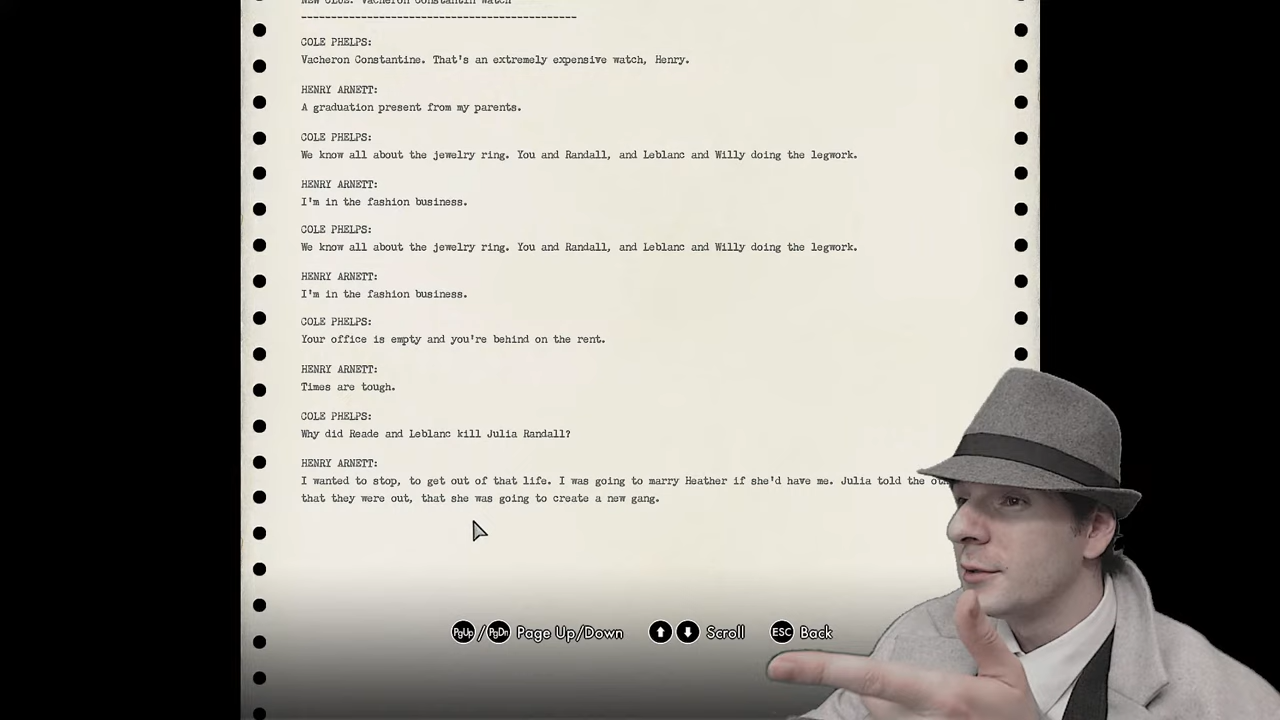 NEW CLUE: Vacheron Constantin watch
COLE PHELPS:
Vacheron Constantine. That's an extremely expensive watch, Henry.
HENRY ARNETT:
A graduation present from my parents.
COLE PHELPS:
We know all about the jewelry ring. You and Randall, and Leblanc and Willy doing the legwork.
HENRY ARNETT:
I'm in the fashion business.
COLE PHELPS:
We know all about the jewelry ring. You and Randall, and Leblanc and Willy doing the legwork.
HENRY ARNETT:
I'm in the fashion business.
COLE PHELPS:
Your office is empty and you're behind on the rent.
HENRY ARNETT:
Times are tough.
COLE PHELPS:
Why did Reade and Leblanc kill Julia Randall?
HENRY ARNETT:
I wanted to stop, to get out of that life. I was going to marry Heather if she'd have me. Julia told the
that they were out, that she was going to create a new gang.
PgUp / PgDn Page Up/Down Scroll ESC Back